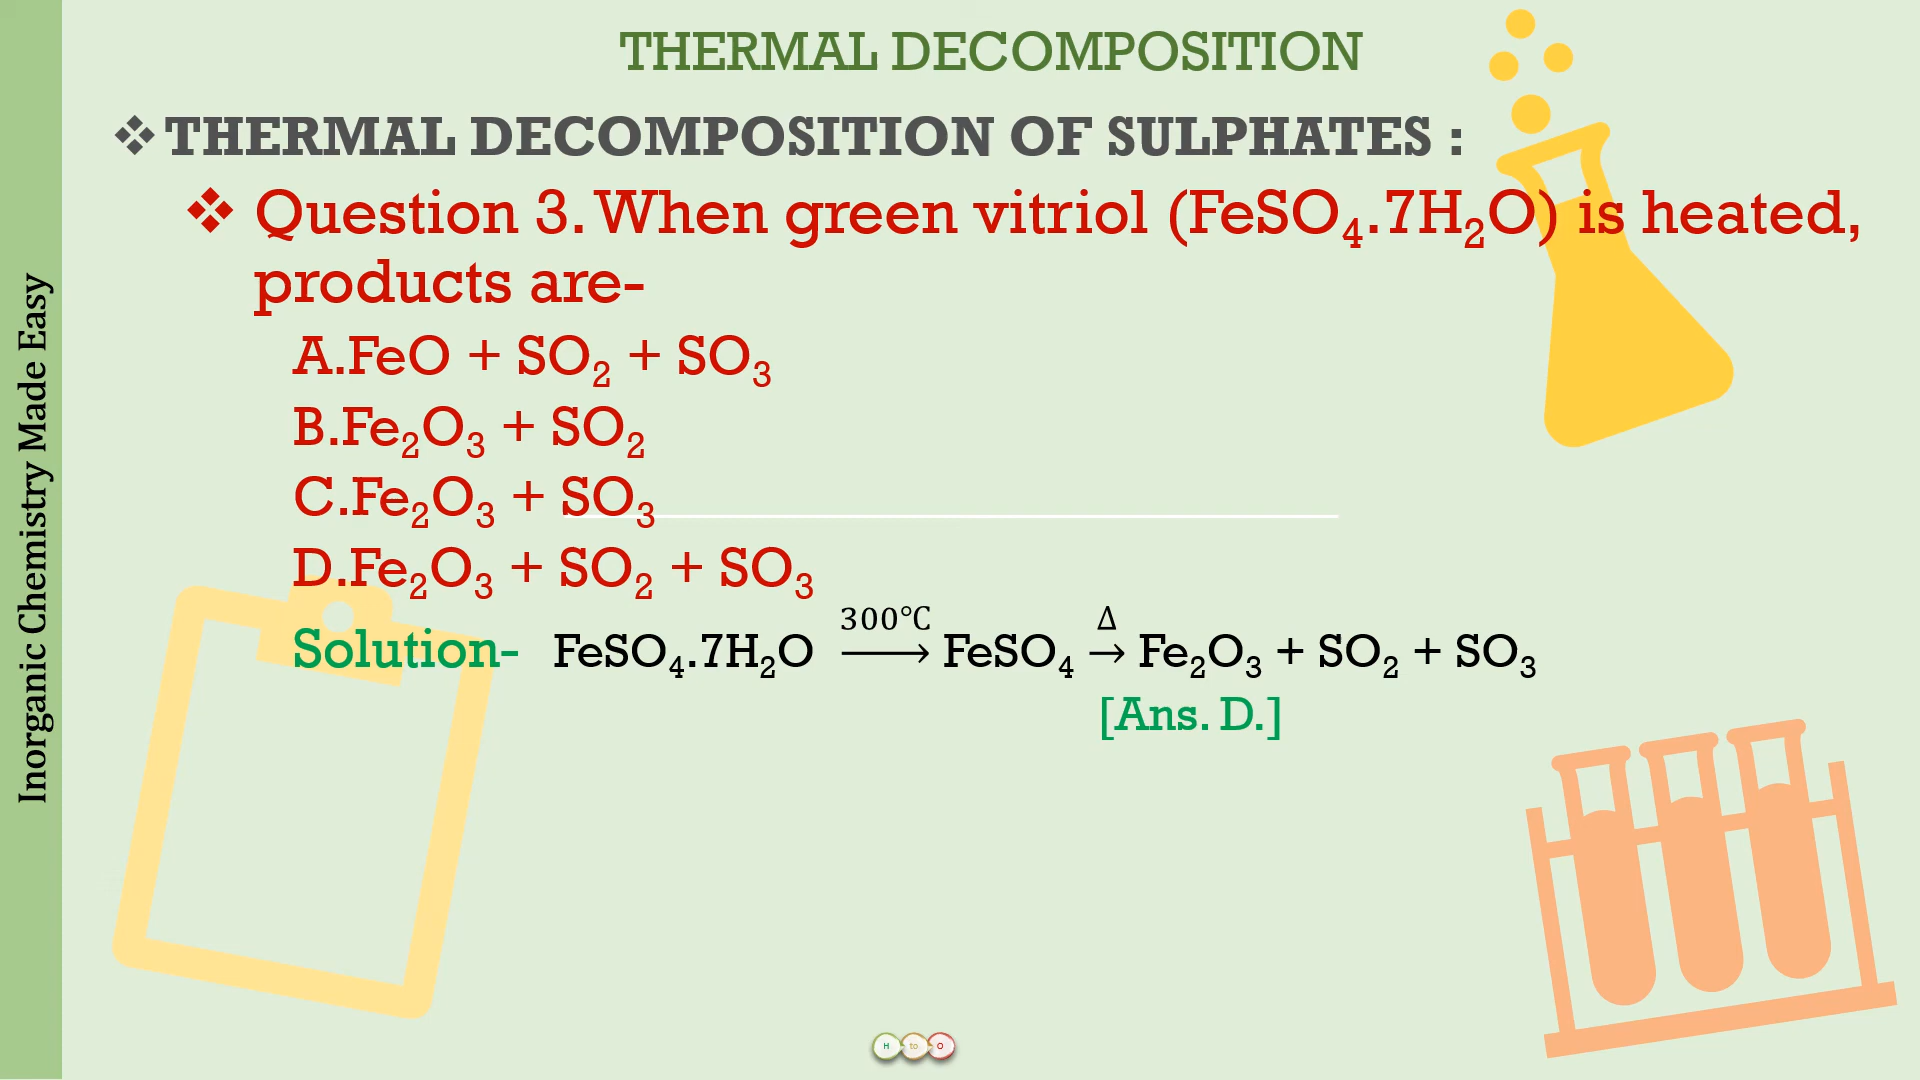 THERMAL DECOMPOSITION
❖ THERMAL DECOMPOSITION OF SULPHATES :
❖ Question 3. When green vitriol (FeSO₄.7H₂O) is heated,
products are-
A.FeO + SO₂ + SO₃
B.Fe₂O₃ + SO₂
C.Fe₂O₃ + SO₃
D.Fe₂O₃ + SO₂ + SO₃
300℃ Δ
Solution- FeSO₄.7H₂O ⟶ FeSO₄ → Fe₂O₃ + SO₂ + SO₃
[Ans. D.]
Inorganic Chemistry Made Easy
H to O